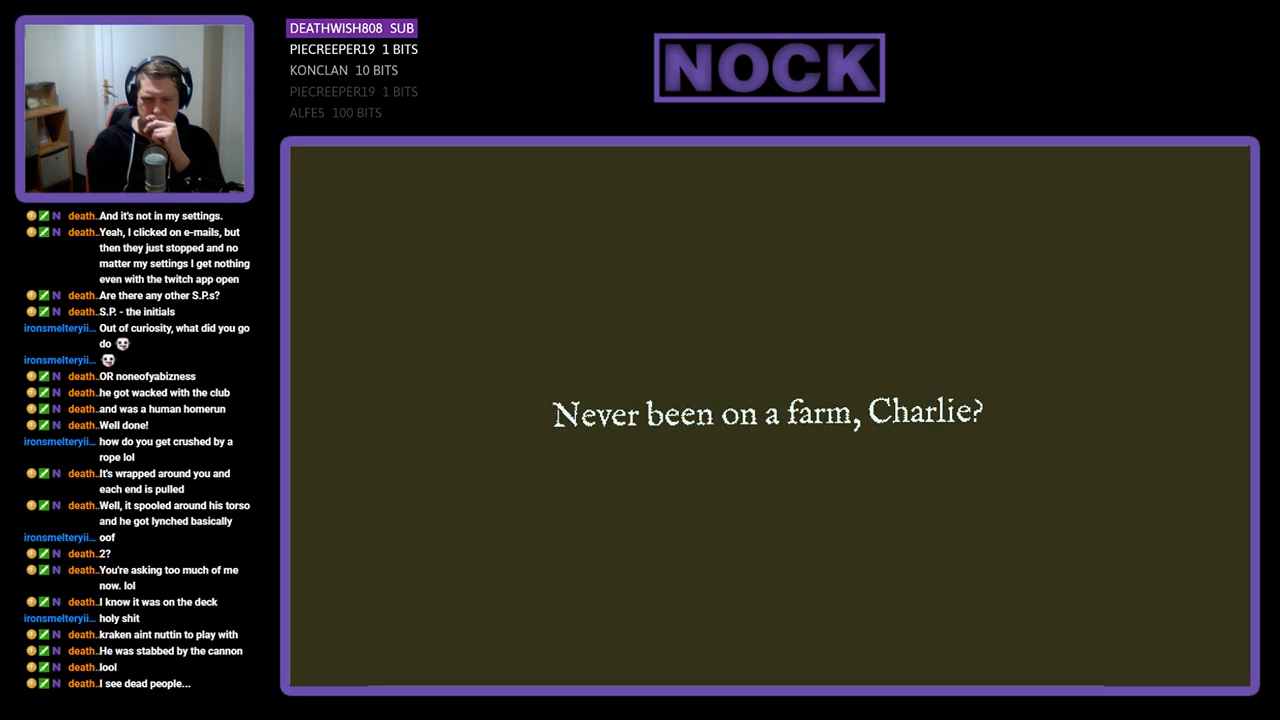 DEATHWISH808 SUB
PIECREEPER19 1 BITS
KONCLAN 10 BITS
PIECREEPER19 1 BITS
ALFE5 100 BITS
NOCK
N death..And it's not in my settings.
N death..Yeah, I clicked on e-mails, but
then they just stopped and no
matter my settings I get nothing
even with the twitch app open
N death..Are there any other S.P.s?
N death..S.P. - the initials
ironsmelteryii... Out of curiosity, what did you go
do
ironsmelteryii...
N death..OR noneofyabizness
N death..he got wacked with the club
N death..and was a human homerun
N death..Well done!
ironsmelteryii... how do you get crushed by a
rope lol
N death..It's wrapped around you and
each end is pulled
N death..Well, it spooled around his torso
and he got lynched basically
ironsmelteryii... oof
N death..2?
N death..You're asking too much of me
now. lol
N death..I know it was on the deck
ironsmelteryii... holy shit
N death..kraken aint nuttin to play with
N death..He was stabbed by the cannon
N death..lool
N death..I see dead people...
Never been on a farm, Charlie?